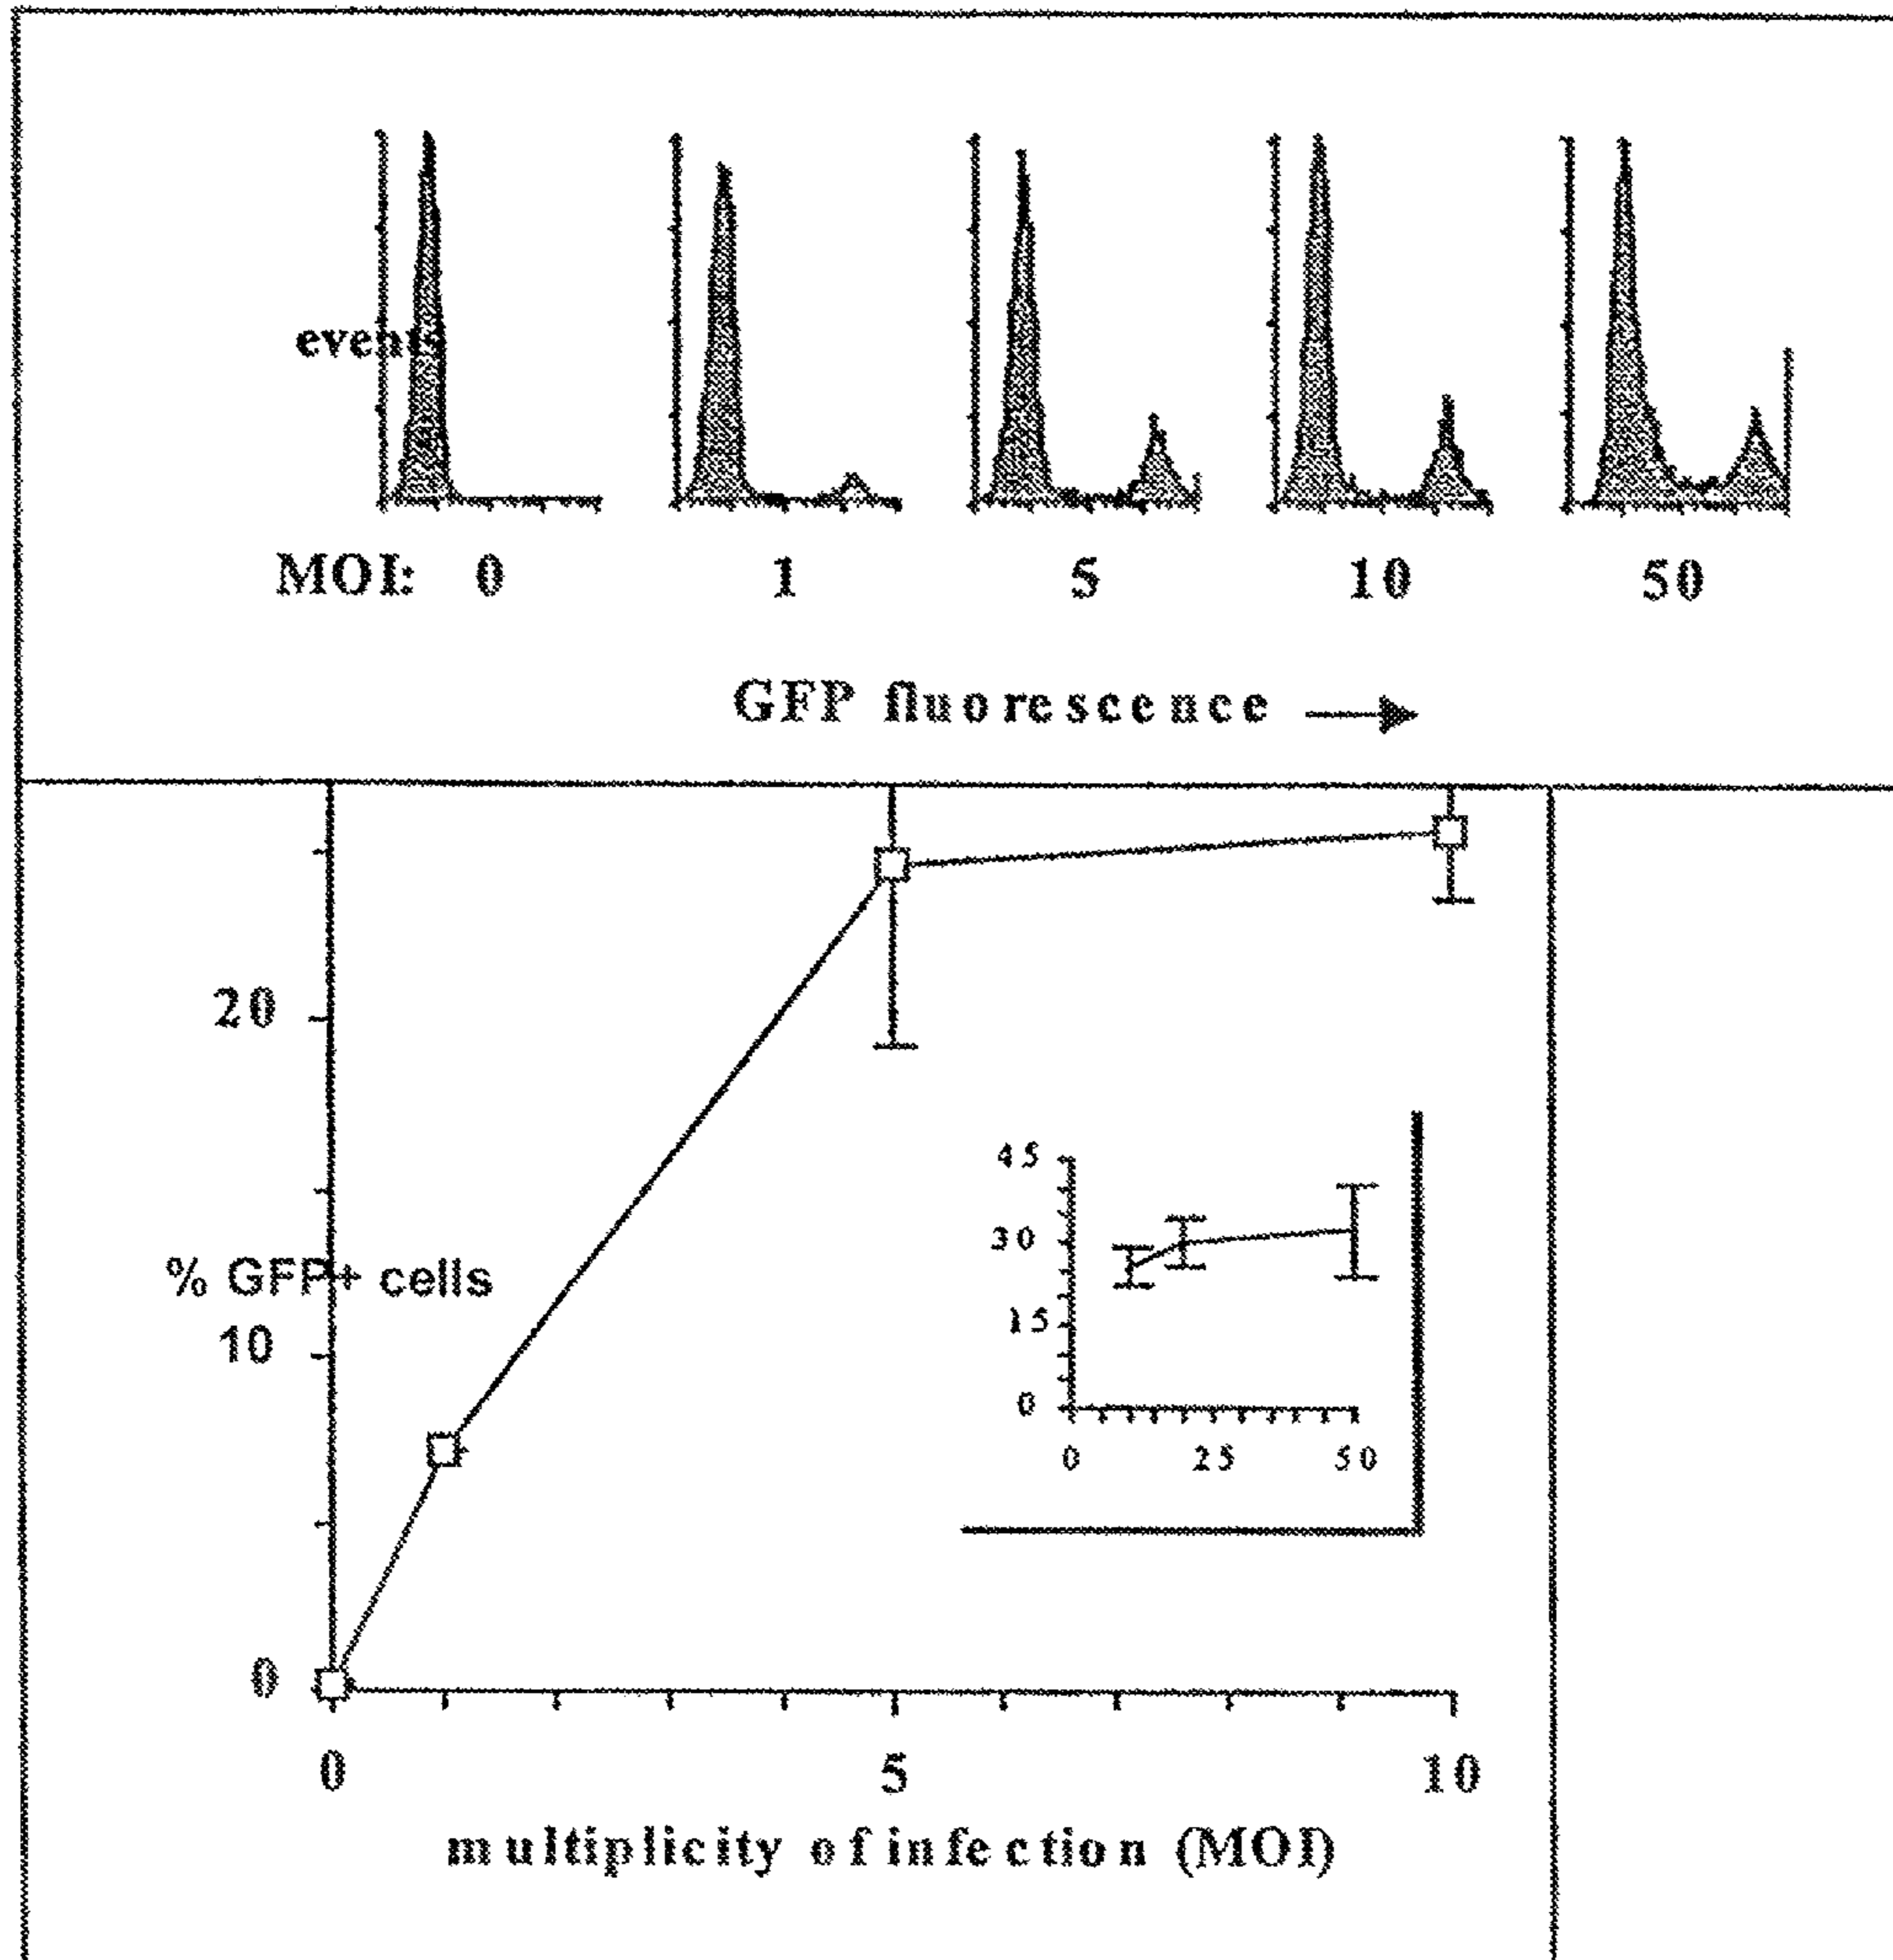 events
MOI: 0 1 5 10 50
GFP fluorescence
20
% GFP+ cells
10
0
0 5 10
multiplicity of infection (MOI)
45
30
15
0
0 25 50